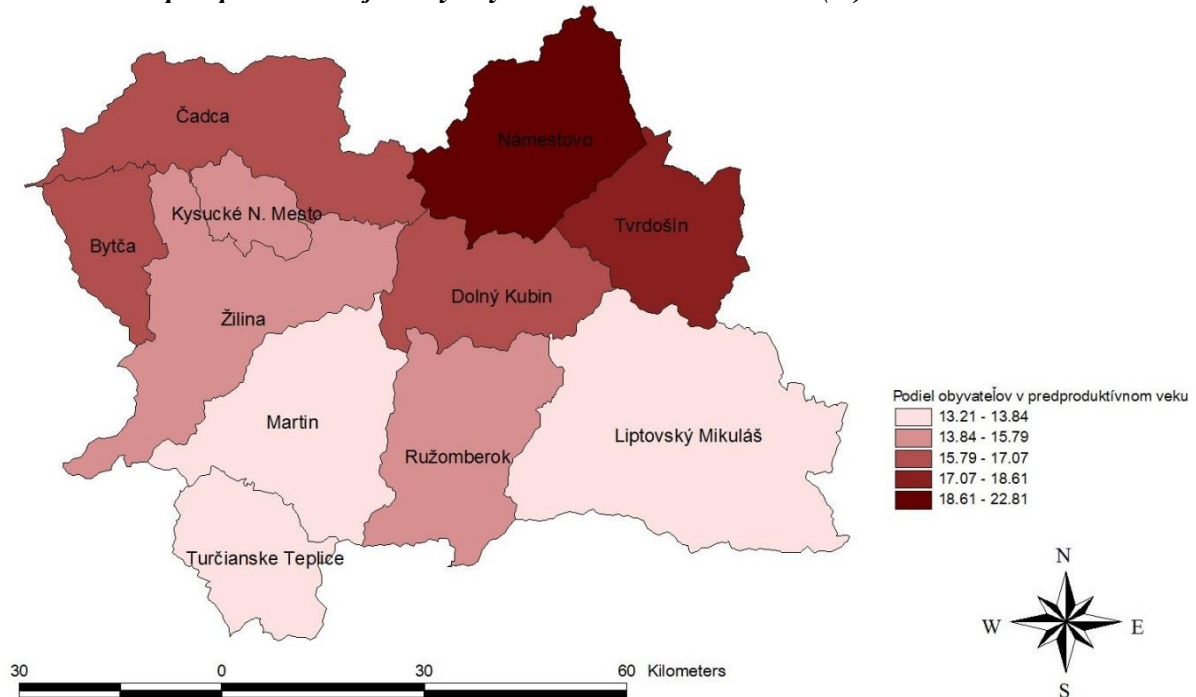 Čadca
Námestovo
Kysucké N. Mesto
Tvrdošín
Bytča
Dolný Kubin
Žilina
Martin
Liptovský Mikuláš
Ružomberok
Turčianske Teplice
Podiel obyvateľov v predproduktívnom veku
13.21 - 13.84
13.84 - 15.79
15.79 - 17.07
17.07 - 18.61
18.61 - 22.81
N
W E
S
30 0 30 60 Kilometers